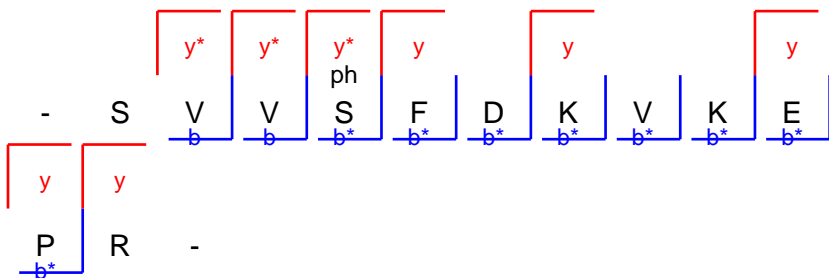 y* y* y* y y y
ph
- S V V S F D K V K E
b b b* b* b* b* b* b* b*
y y
P R -
b*